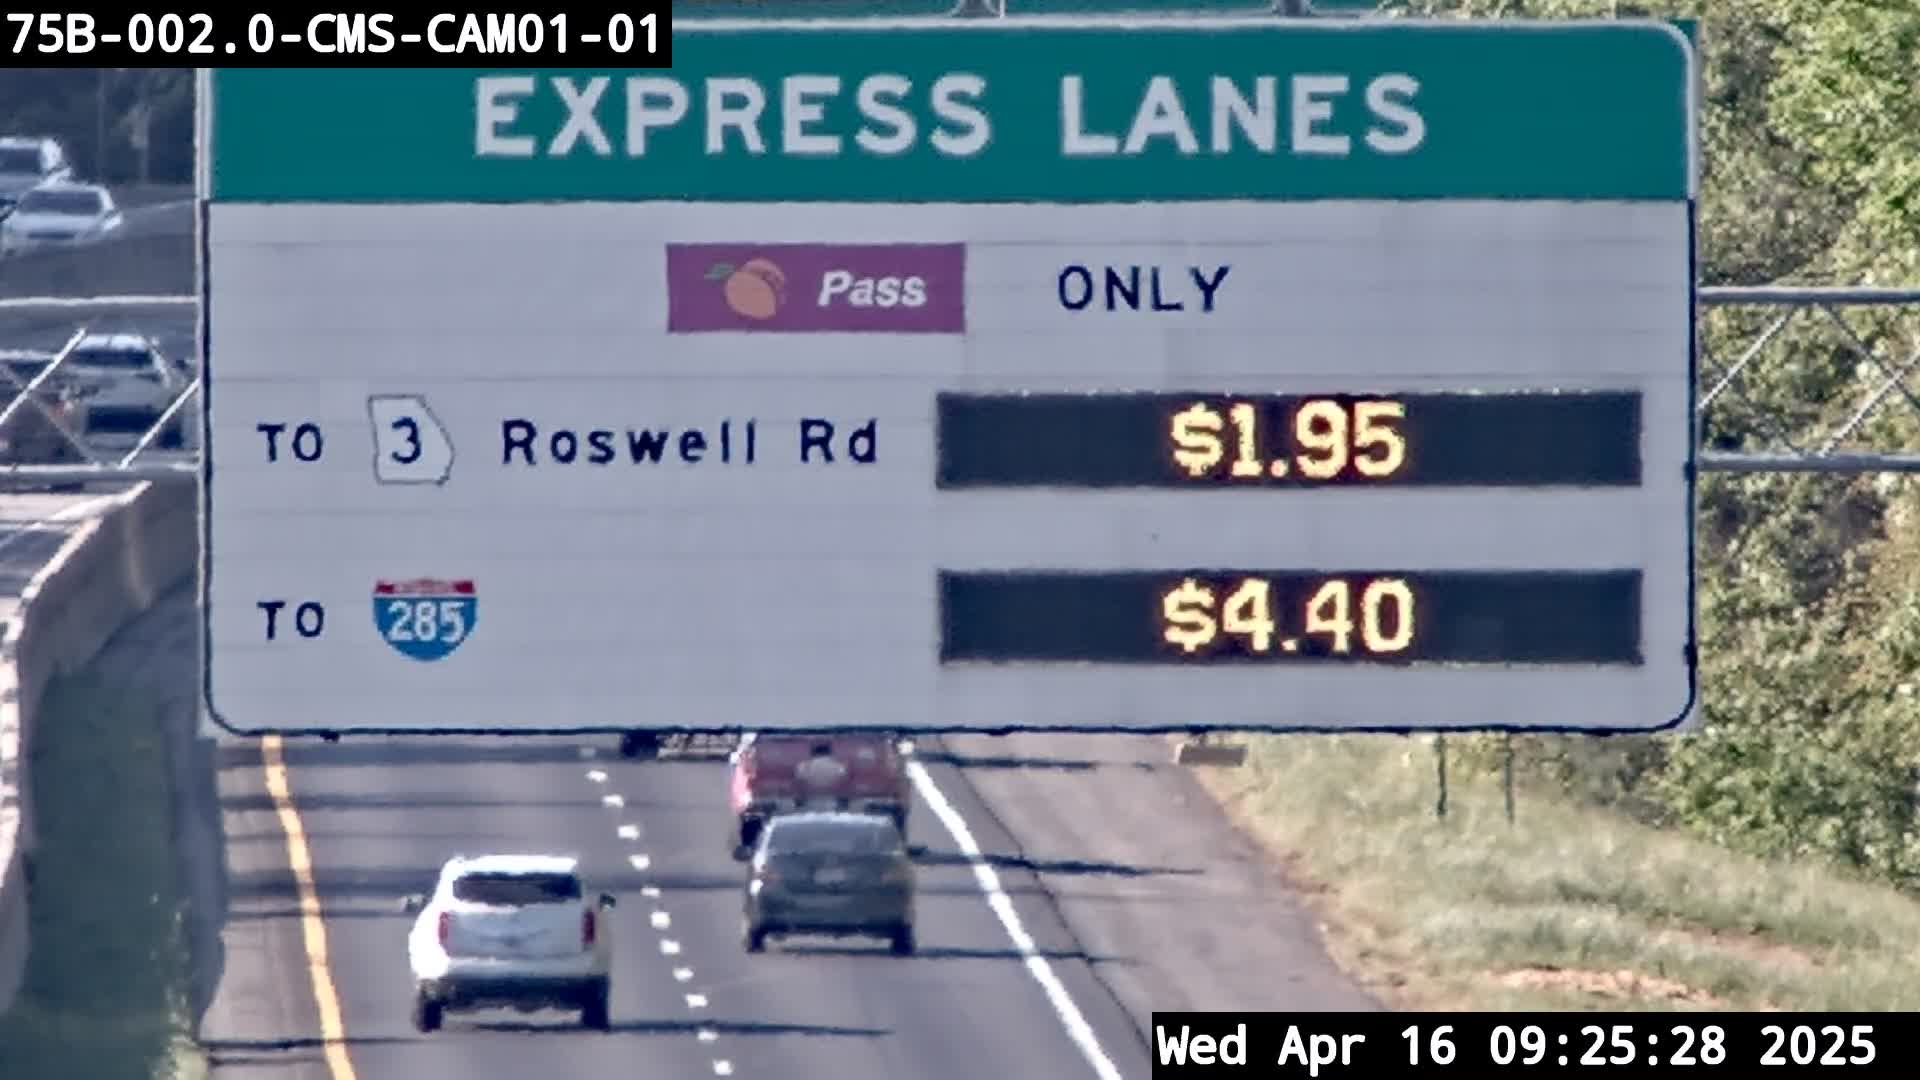 75B-002.0-CMS-CAM01-01
EXPRESS LANES
Pass ONLY
TO 3 Roswell Rd $1.95
TO 285 $4.40
Wed Apr 16 09:25:28 2025